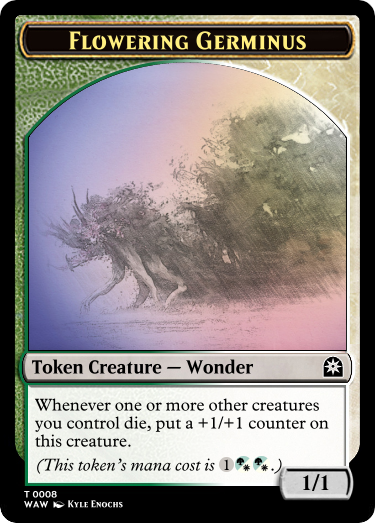 Flowering Germinus
Token Creature — Wonder
Whenever one or more other creatures
you control die, put a +1/+1 counter on
this creature.
(This token's mana cost is 1.)
1/1
T 0008
WAW Kyle Enochs